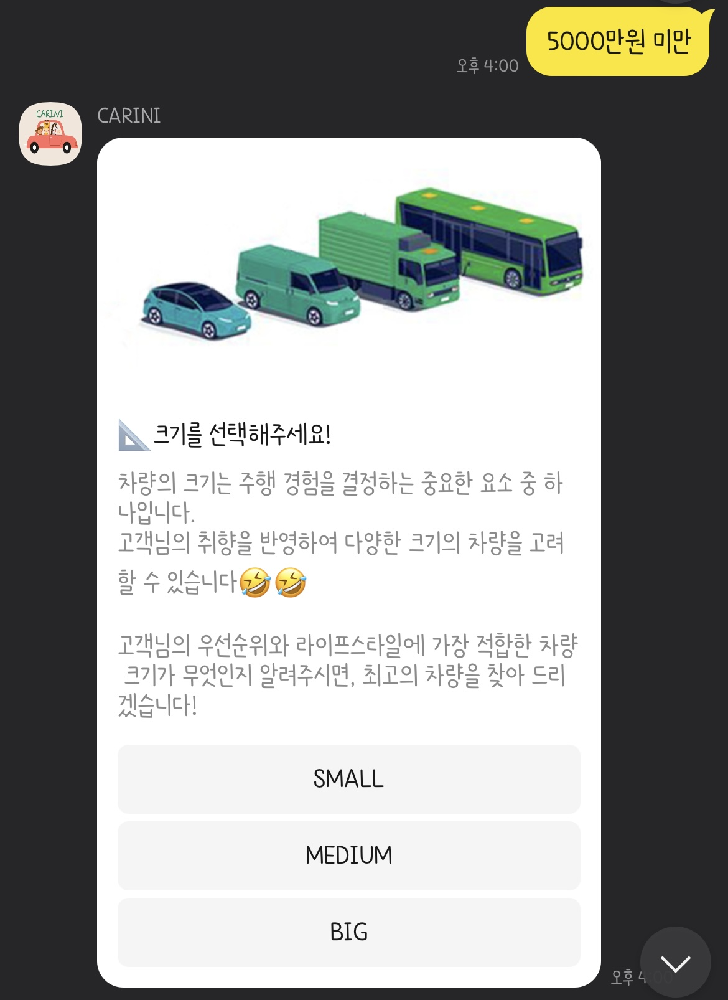 5000만원 미만
오후 4:00
CARINI
CARINI
📐크기를 선택해주세요!
차량의 크기는 주행 경험을 결정하는 중요한 요소 중 하
나입니다.
고객님의 취향을 반영하여 다양한 크기의 차량을 고려
할 수 있습니다🤣🤣
고객님의 우선순위와 라이프스타일에 가장 적합한 차량
크기가 무엇인지 알려주시면, 최고의 차량을 찾아 드리
겠습니다!
SMALL
MEDIUM
BIG
오후 4:00